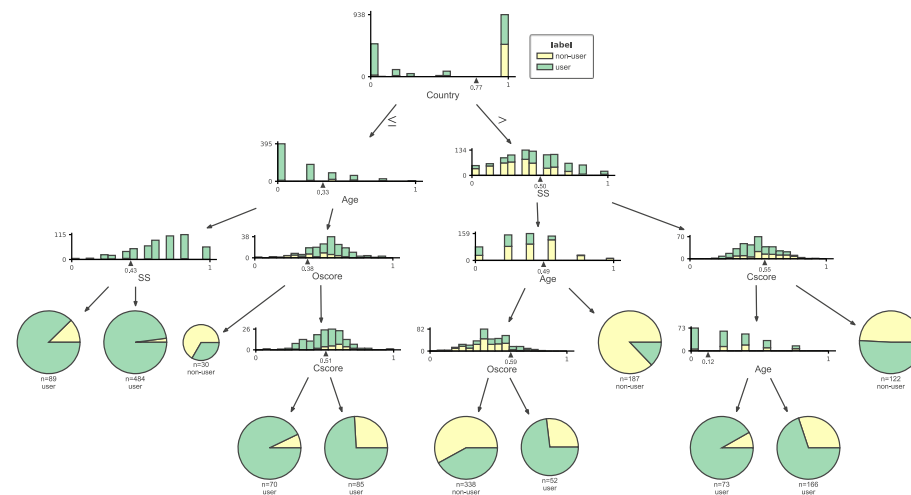 938
0
0
0.77
1
Country
label
non-user
user
≤
>
395
0
0
0.33
1
Age
134
0
0
0.50
1
SS
115
0
0
0.43
1
SS
38
0
0
0.38
1
Oscore
159
0
0
0.49
1
Age
70
0
0
0.55
1
Cscore
n=89
user
n=484
user
n=30
non-user
26
0
0
0.51
1
Cscore
82
0
0
0.59
1
Oscore
n=187
non-user
73
0
0
0.12
1
Age
n=122
non-user
n=70
user
n=85
user
n=338
non-user
n=52
user
n=73
user
n=166
user